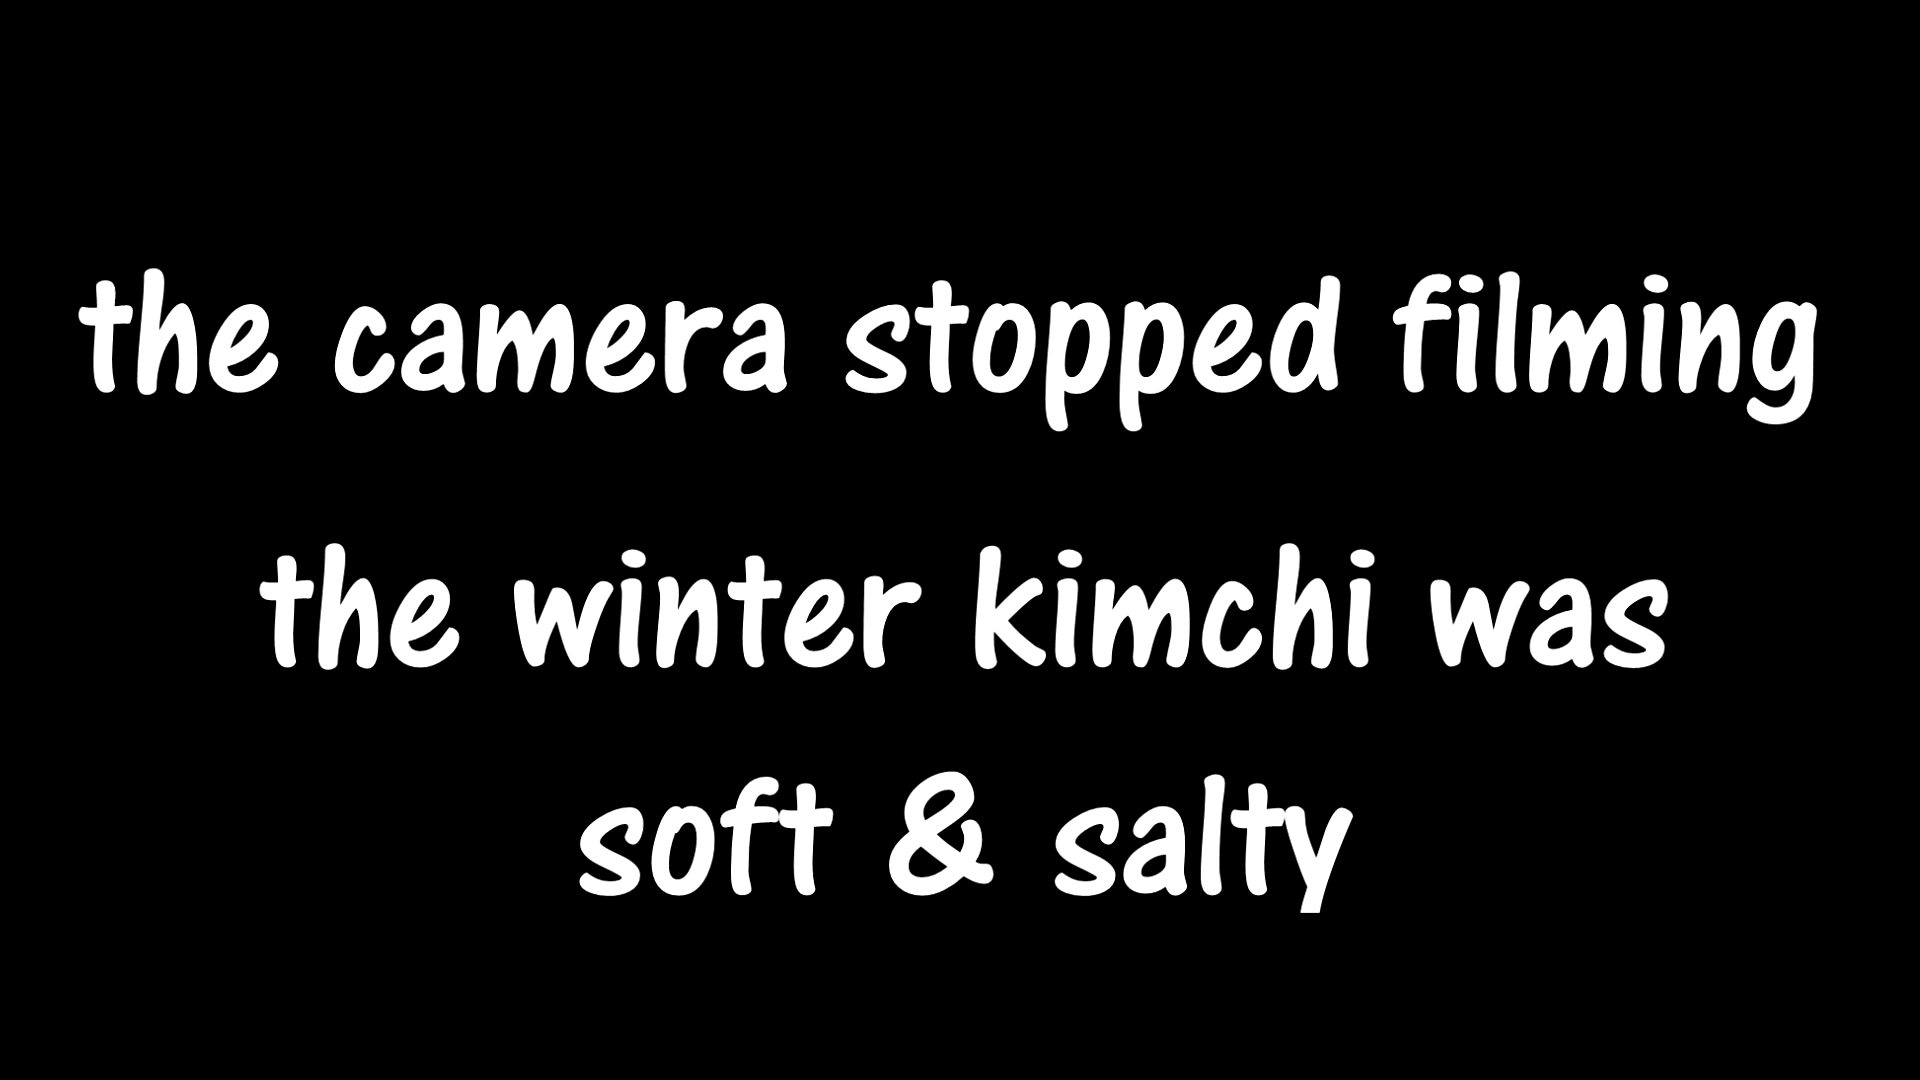 the camera stopped filming
the winter kimchi was
soft & salty